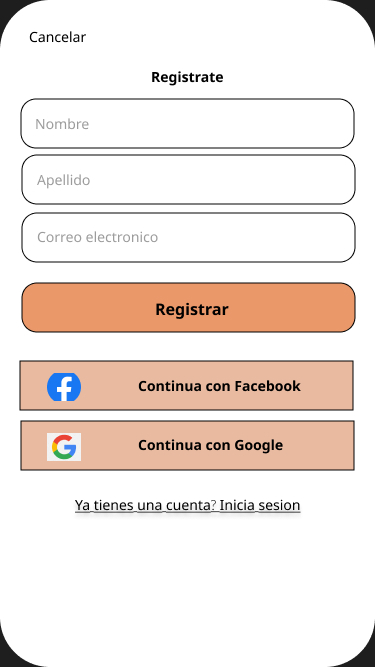 Cancelar
Registrate
Nombre
Apellido
Correo electronico
Registrar
Continua con Facebook
Continua con Google
Ya tienes una cuenta? Inicia sesion